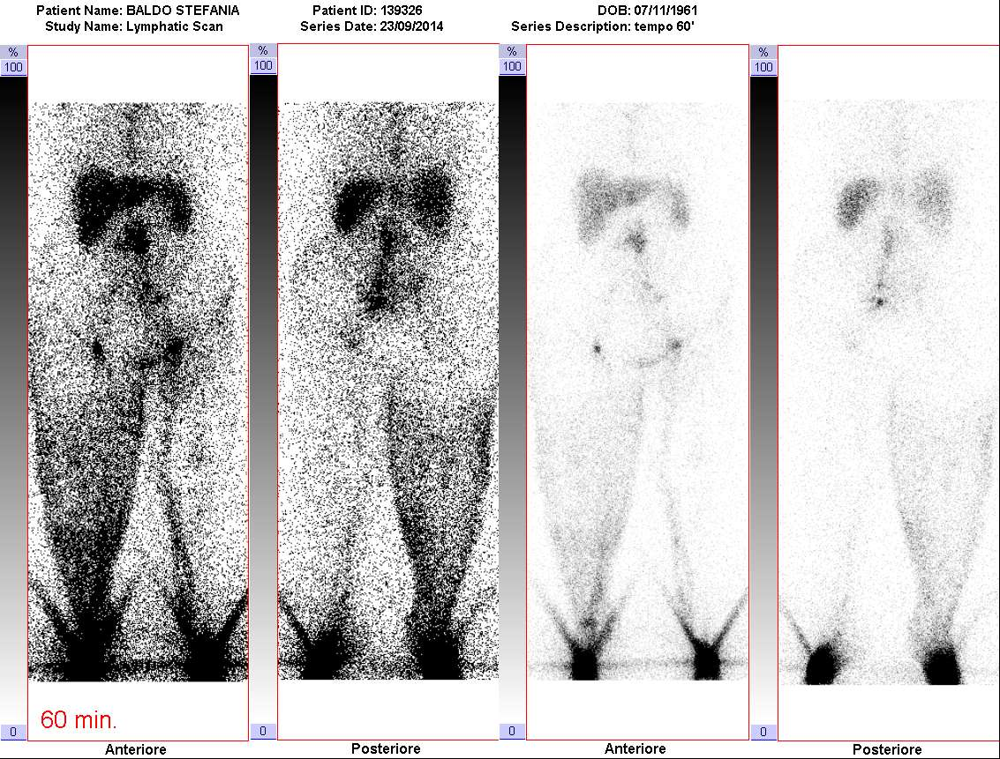 Patient Name: BALDO STEFANIA Patient ID: 139326 DOB: 07/11/1961
Study Name: Lymphatic Scan Series Date: 23/09/2014 Series Description: tempo 60'
% % % %
100 100 100 100
60 min.
0 0 0 0
Anteriore Posteriore Anteriore Posteriore